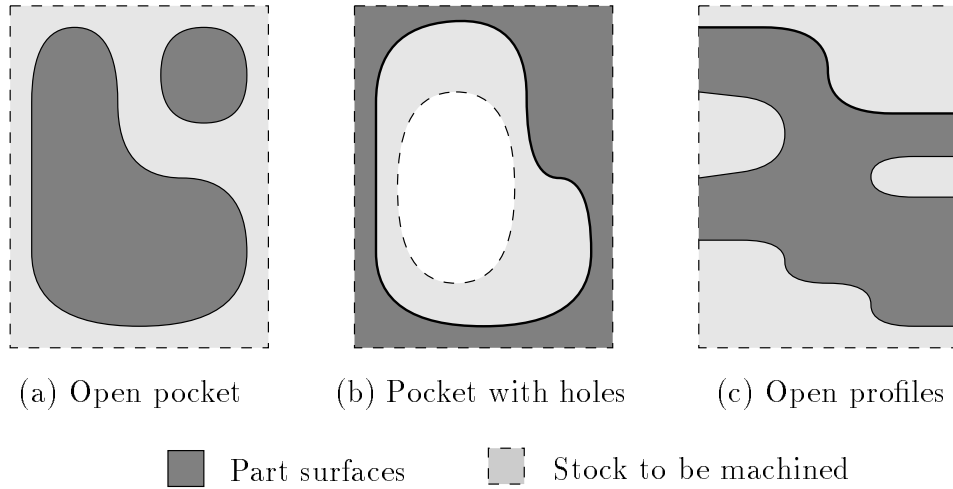 (a) Open pocket (b) Pocket with holes (c) Open profiles
Part surfaces Stock to be machined